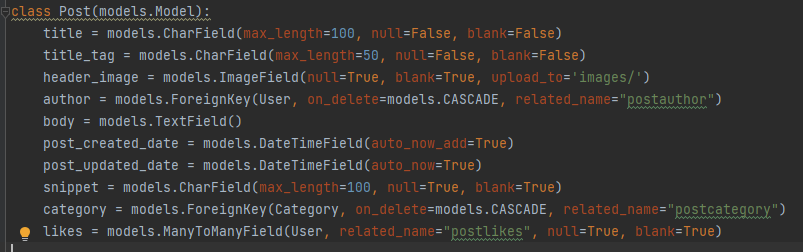 class Post(models.Model):
    title = models.CharField(max_length=100, null=False, blank=False)
    title_tag = models.CharField(max_length=50, null=False, blank=False)
    header_image = models.ImageField(null=True, blank=True, upload_to='images/')
    author = models.ForeignKey(User, on_delete=models.CASCADE, related_name="postauthor")
    body = models.TextField()
    post_created_date = models.DateTimeField(auto_now_add=True)
    post_updated_date = models.DateTimeField(auto_now=True)
    snippet = models.CharField(max_length=100, null=True, blank=True)
    category = models.ForeignKey(Category, on_delete=models.CASCADE, related_name="postcategory")
    likes = models.ManyToManyField(User, related_name="postlikes", null=True, blank=True)